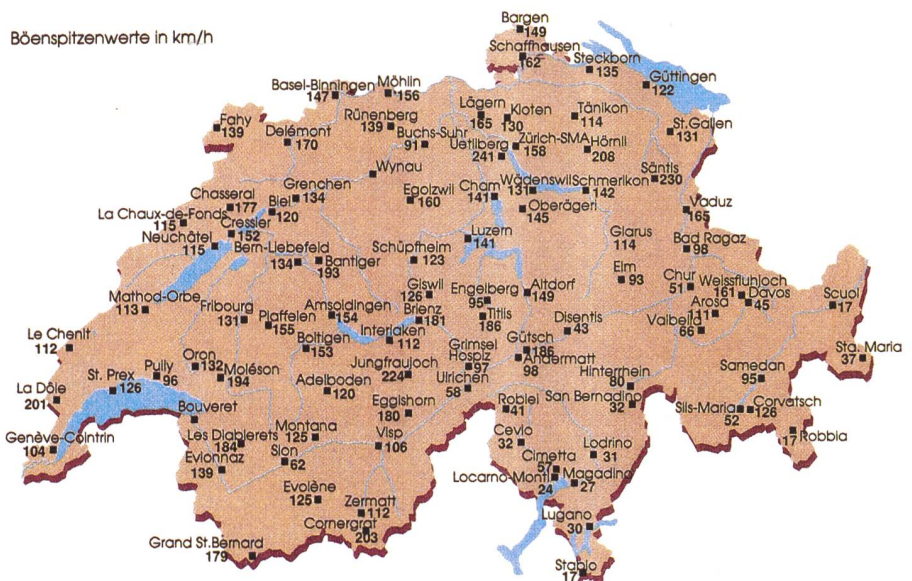 Böenspitzenwerte in km/h
Bargen
149
Schaffhausen
162
Steckborn
135
Güttingen
122
Basel-Binningen
147
Möhlin
156
Fahy
139
Delémont
170
Rünenberg
139
Buchs-Suhr
91
Lägern
165
Kloten
130
Tänikon
114
St.Gallen
131
Uetliberg
241
Zürich-SMA
158
Hörnli
208
Wynau
Säntis
230
Chasseral
177
Grenchen
134
Biel
120
Egolzwil
160
Cham
141
Wädenswil
131
Schmerikon
142
Oberägeri
145
Vaduz
165
La Chaux-de-Fonds
115
Cressier
152
Neuchâtel
115
Bern-Liebefeld
134
Bantiger
193
Schüpfheim
123
Luzern
141
Glarus
114
Bad Ragaz
98
Elm
93
Chur
51
Weissfluhjoch
161
Davos
45
Arosa
111
Scuol
17
Giswil
126
Engelberg
95
Altdorf
149
Mathod-Orbe
113
Fribourg
131
Plaffeien
155
Amsoldingen
154
Brienz
181
Titlis
186
Disentis
43
Valbella
66
Interlaken
112
Le Chenit
112
Boltigen
153
Grimsel
Hospiz
97
Gütsch
186
Andermatt
98
Sta. Maria
37
Oron
132
Pully
96
St. Prex
126
Moléson
194
Jungfraujoch
224
Ulrichen
58
Hinterrhein
80
Samedan
95
La Dôle
201
Adelboden
120
Eggishorn
180
Robiei
41
San Bernadino
32
Sils-Maria
52
Corvatsch
126
Bouveret
Robbia
17
Genève-Cointrin
104
Les Diablerets
184
Montana
125
Visp
106
Cevio
32
Lodrino
31
Evionnaz
139
Sion
62
Cimetta
57
Locarno-Monti
24
Magadino
27
Evolène
125
Zermatt
112
Cornergrat
203
Lugano
30
Grand St.Bernard
179
Stabio
17